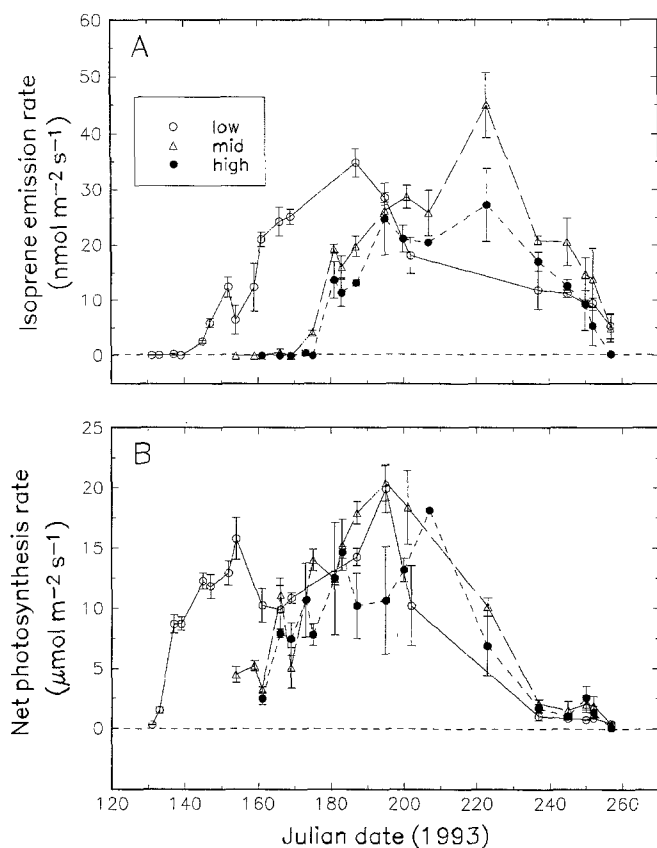 A
60
50
40
30
20
10
0
Isoprene emission rate
(nmol m−2 s−1)
low
mid
high
B
25
20
15
10
5
0
Net photosynthesis rate
(μmol m−2 s−1)
120 140 160 180 200 220 240 260
Julian date (1993)